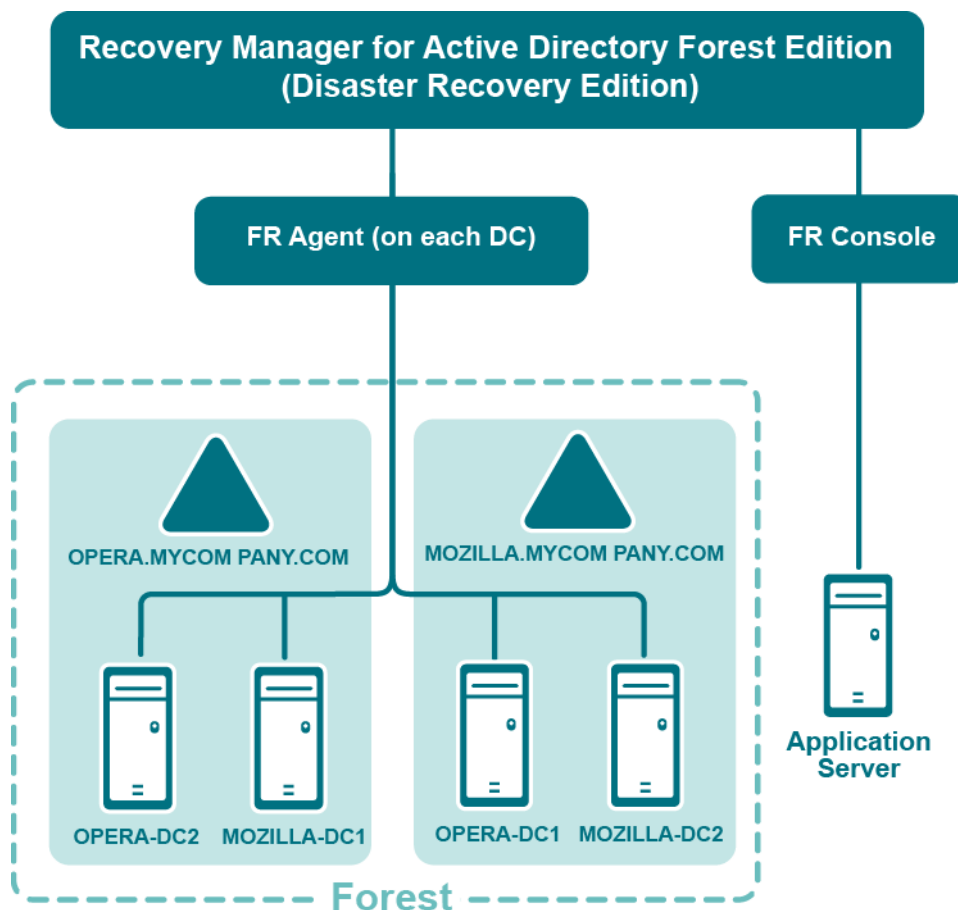 Recovery Manager for Active Directory Forest Edition
(Disaster Recovery Edition)
FR Agent (on each DC)
FR Console
OPERA.MYCOM PANY.COM
MOZILLA.MYCOM PANY.COM
OPERA-DC2
MOZILLA-DC1
OPERA-DC1
MOZILLA-DC2
Application
Server
Forest